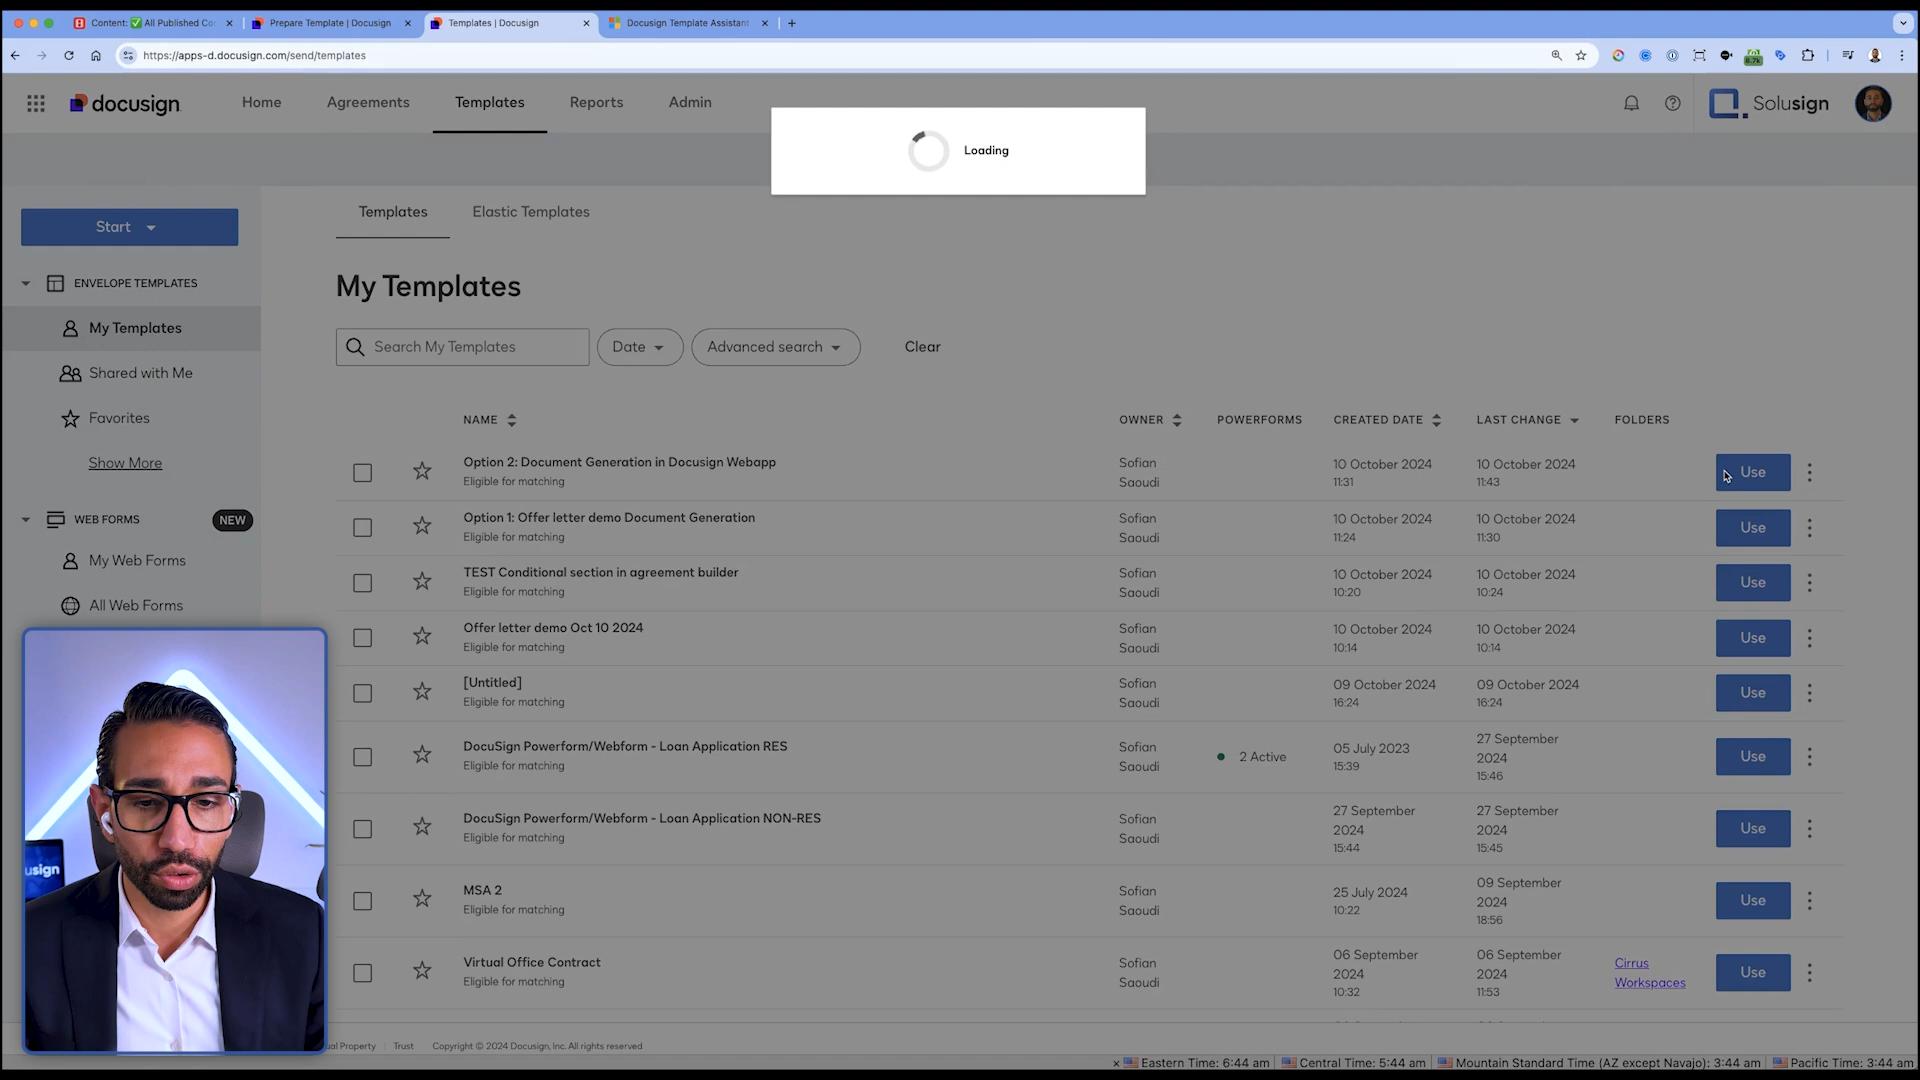 Content: ✅ All Published Co
Prepare Template | Docusign
Templates | Docusign
Docusign Template Assistant
https://apps-d.docusign.com/send/templates
8.7k
docusign
Home
Agreements
Templates
Reports
Admin
Solusign
Loading
Start
Templates
Elastic Templates
ENVELOPE TEMPLATES
My Templates
Shared with Me
Favorites
Show More
WEB FORMS
NEW
My Web Forms
All Web Forms
My Templates
Search My Templates
Date
Advanced search
Clear
NAME
OWNER
POWERFORMS
CREATED DATE
LAST CHANGE
FOLDERS
Option 2: Document Generation in Docusign Webapp
Eligible for matching
Sofian
Saoudi
10 October 2024
11:31
10 October 2024
11:43
Use
Option 1: Offer letter demo Document Generation
Eligible for matching
Sofian
Saoudi
10 October 2024
11:24
10 October 2024
11:30
Use
TEST Conditional section in agreement builder
Eligible for matching
Sofian
Saoudi
10 October 2024
10:20
10 October 2024
10:24
Use
Offer letter demo Oct 10 2024
Eligible for matching
Sofian
Saoudi
10 October 2024
10:14
10 October 2024
10:14
Use
[Untitled]
Eligible for matching
Sofian
Saoudi
09 October 2024
16:24
09 October 2024
16:24
Use
DocuSign Powerform/Webform - Loan Application RES
Eligible for matching
Sofian
Saoudi
2 Active
05 July 2023
15:39
27 September
2024
15:46
Use
DocuSign Powerform/Webform - Loan Application NON-RES
Eligible for matching
Sofian
Saoudi
27 September
2024
15:44
27 September
2024
15:45
Use
MSA 2
Eligible for matching
Sofian
Saoudi
25 July 2024
10:22
09 September
2024
18:56
Use
Virtual Office Contract
Eligible for matching
Sofian
Saoudi
06 September
2024
10:32
06 September
2024
11:53
Cirrus
Workspaces
Use
usign
ual Property
Trust
Copyright © 2024 Docusign, Inc. All rights reserved
Eastern Time: 6:44 am
Central Time: 5:44 am
Mountain Standard Time (AZ except Navajo): 3:44 am
Pacific Time: 3:44 am